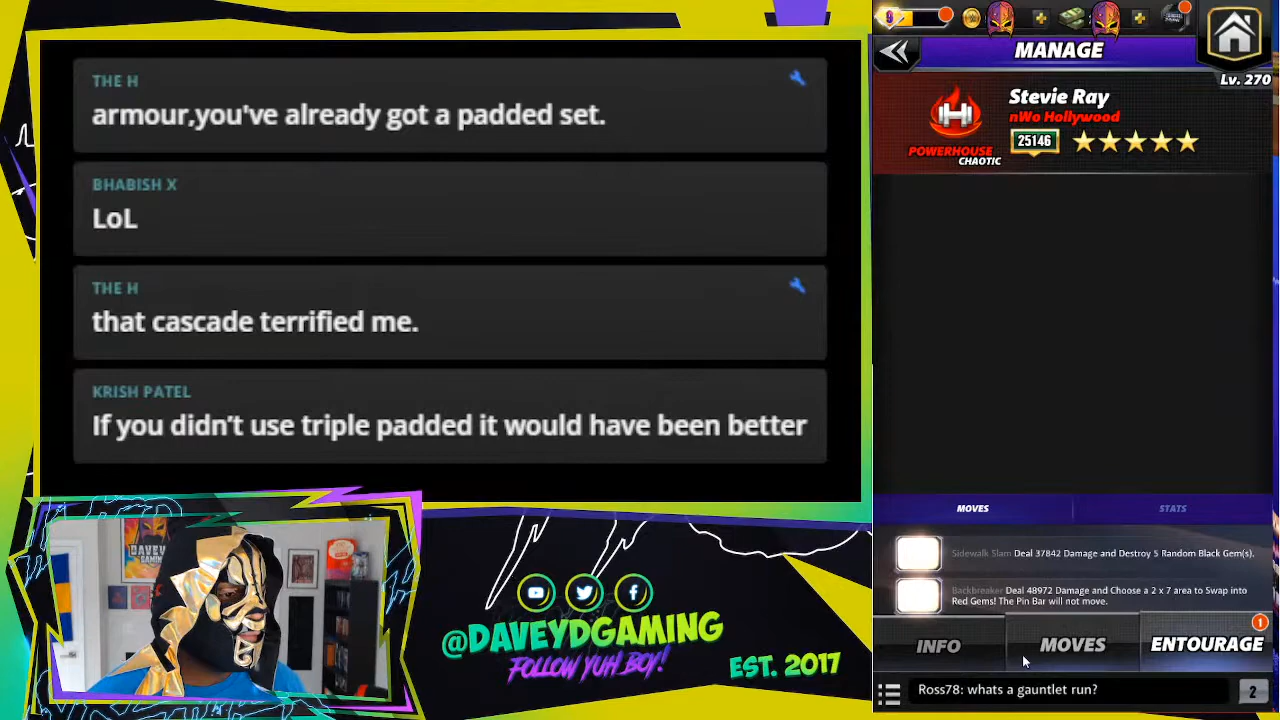 THE H
armour,you've already got a padded set.
BHABISH X
LoL
THE H
that cascade terrified me.
KRISH PATEL
If you didn't use triple padded it would have been better
@DAVEYDGAMING
FOLLOW YUH BOY!
EST. 2017
9
MANAGE
Lv. 270
Stevie Ray
nWo Hollywood
25146
POWERHOUSE
CHAOTIC
MOVES
STATS
Sidewalk Slam Deal 37842 Damage and Destroy 5 Random Black Gem(s).
Backbreaker Deal 48972 Damage and Choose a 2 x 7 area to Swap into
Red Gems! The Pin Bar will not move.
INFO
MOVES
ENTOURAGE
1
Ross78: whats a gauntlet run?
2